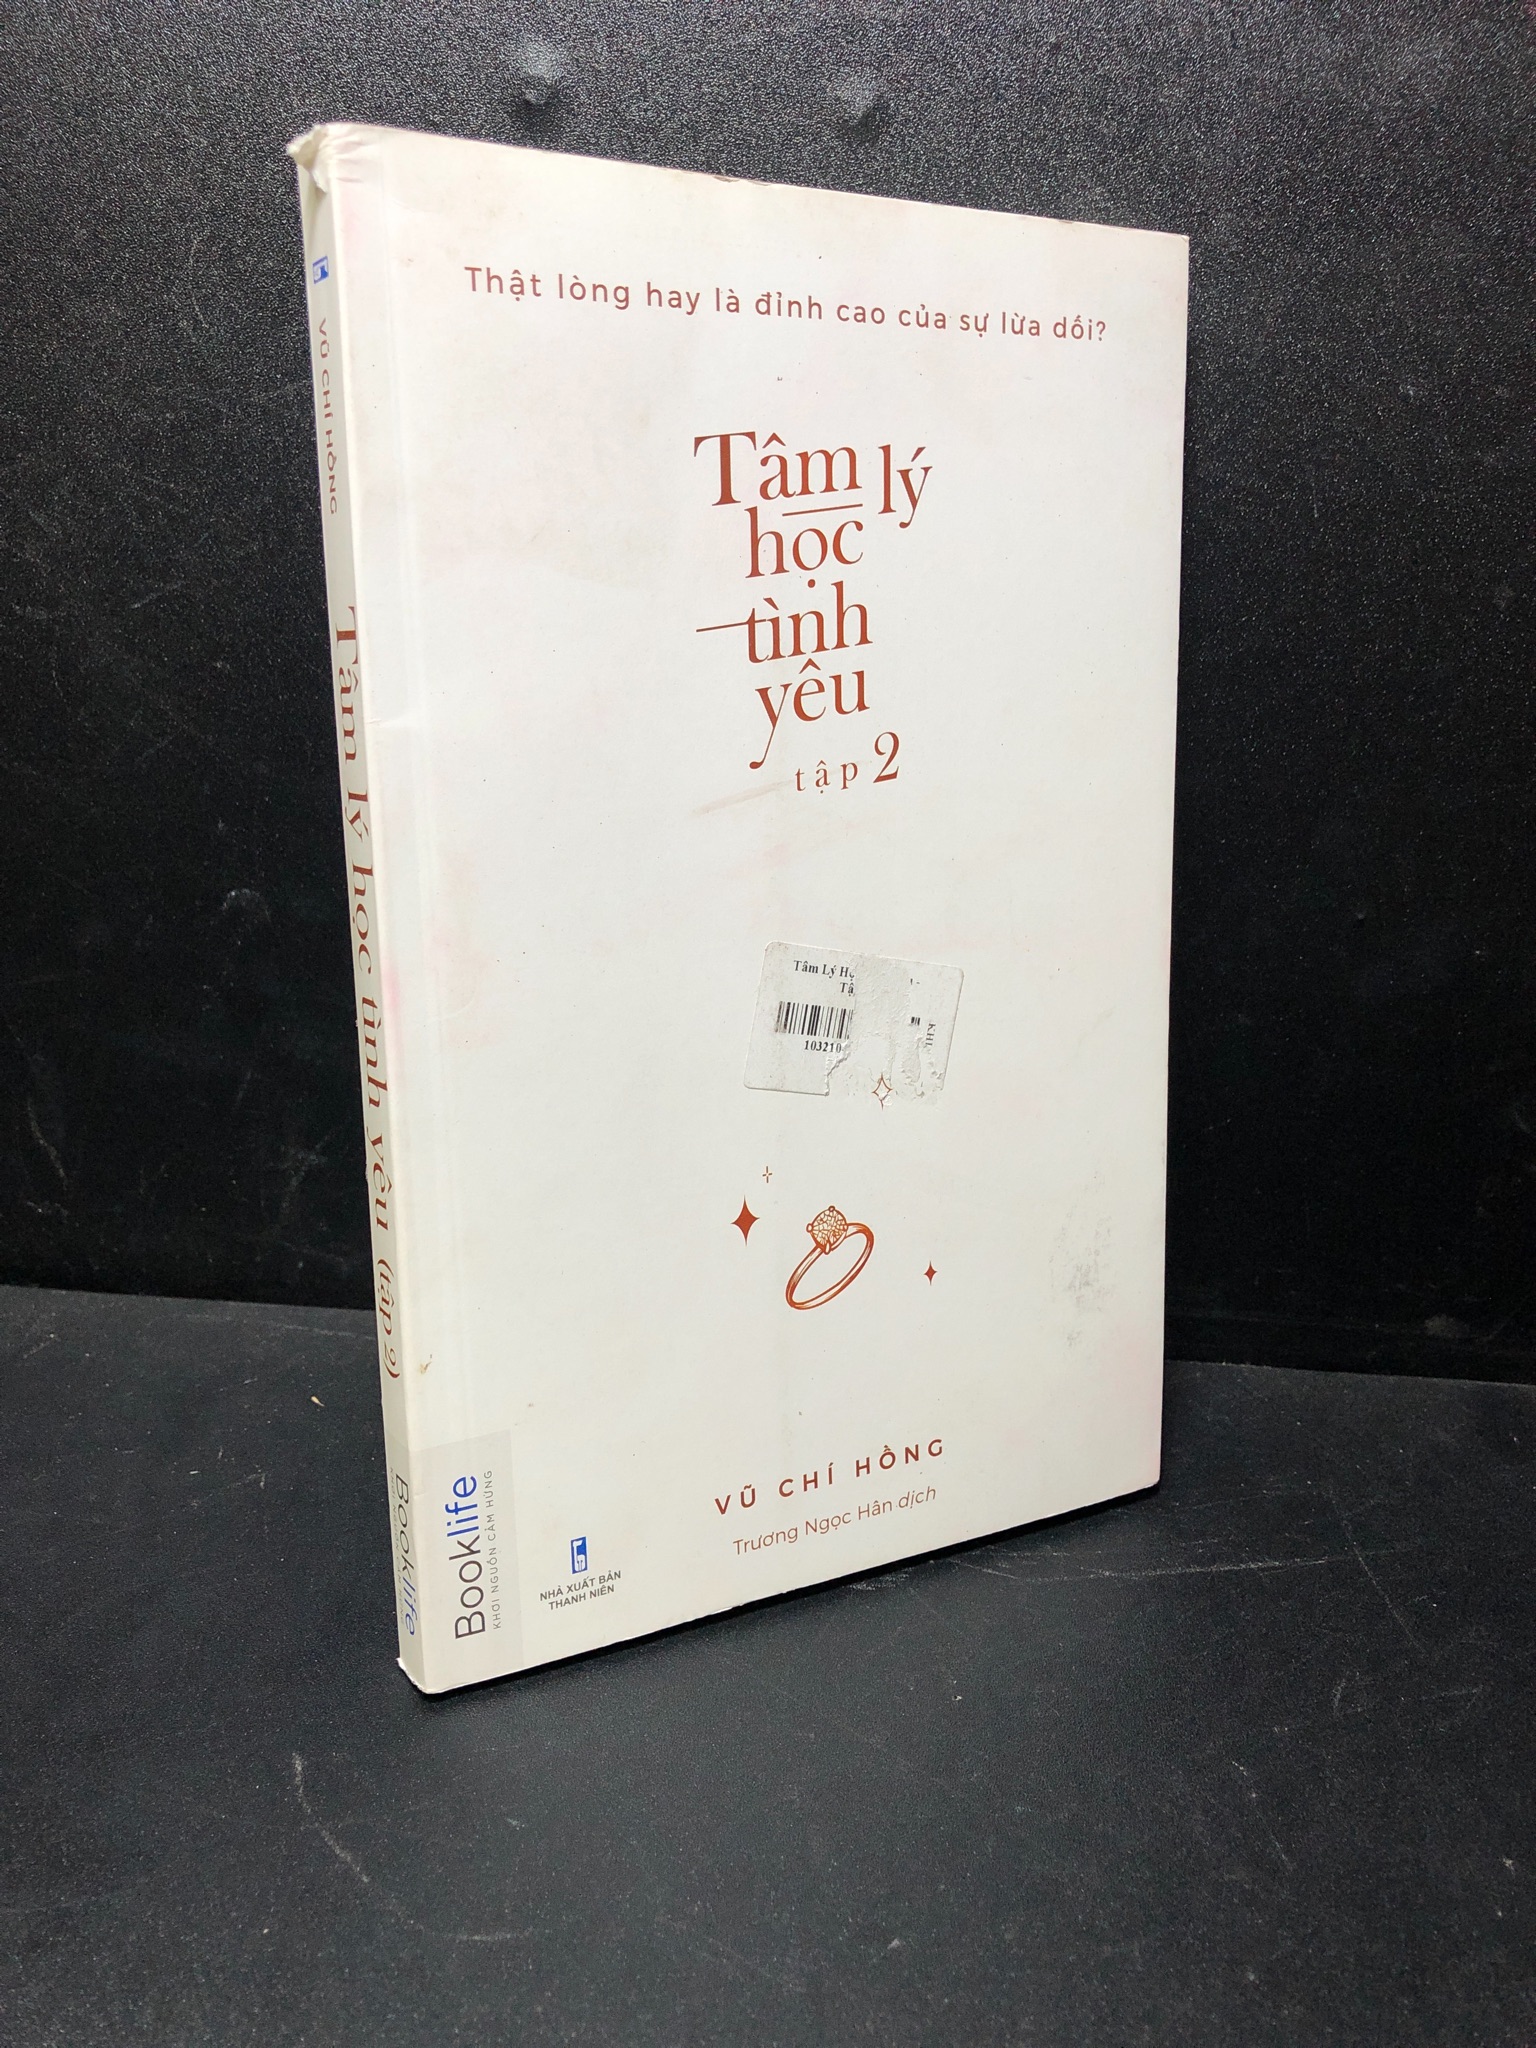 Thật lòng hay là đỉnh cao của sự lừa dối?
Tâm lý
học
tình
yêu
tập 2
Tâm Lý
10321
VŨ CHÍ HỒNG
Trương Ngọc Hân dịch
NHÀ XUẤT BẢN
THANH NIÊN
Booklife
KHƠI NGUỒN CẢM HỨNG
VŨ CHÍ HỒNG
Tâm lý học tình yêu (tập 2)
Booklife